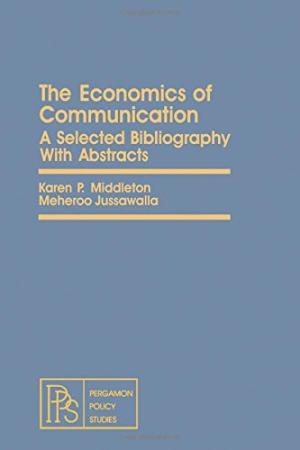 The Economics of
Communication
A Selected Bibliography
With Abstracts
Karen P. Middleton
Meheroo Jussawalla
PPS
PERGAMON
POLICY
STUDIES